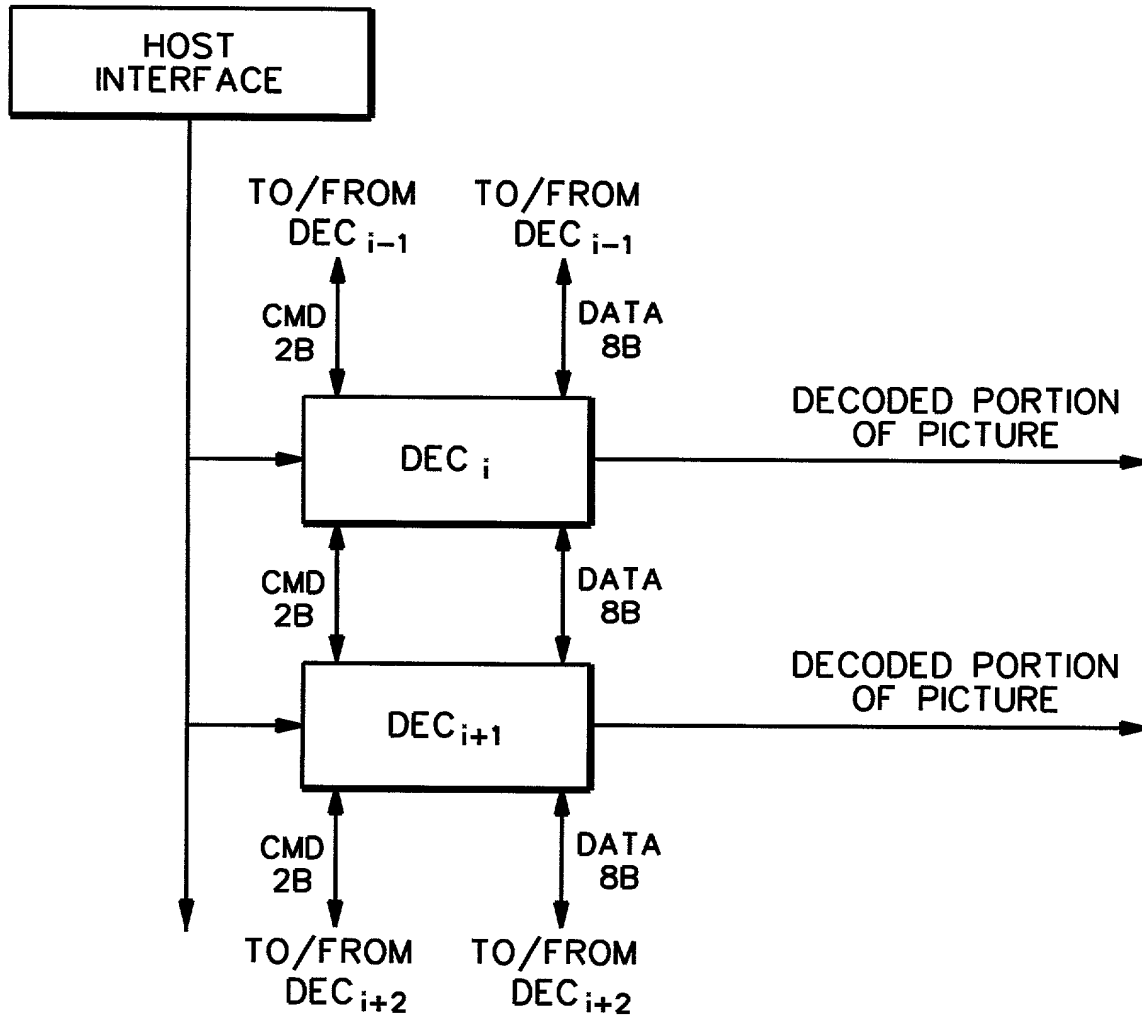 HOST
INTERFACE
TO/FROM
DEC i-1
TO/FROM
DEC i-1
CMD
2B
DATA
8B
DECODED PORTION
OF PICTURE
DEC i
CMD
2B
DATA
8B
DECODED PORTION
OF PICTURE
DEC i+1
CMD
2B
DATA
8B
TO/FROM
DEC i+2
TO/FROM
DEC i+2